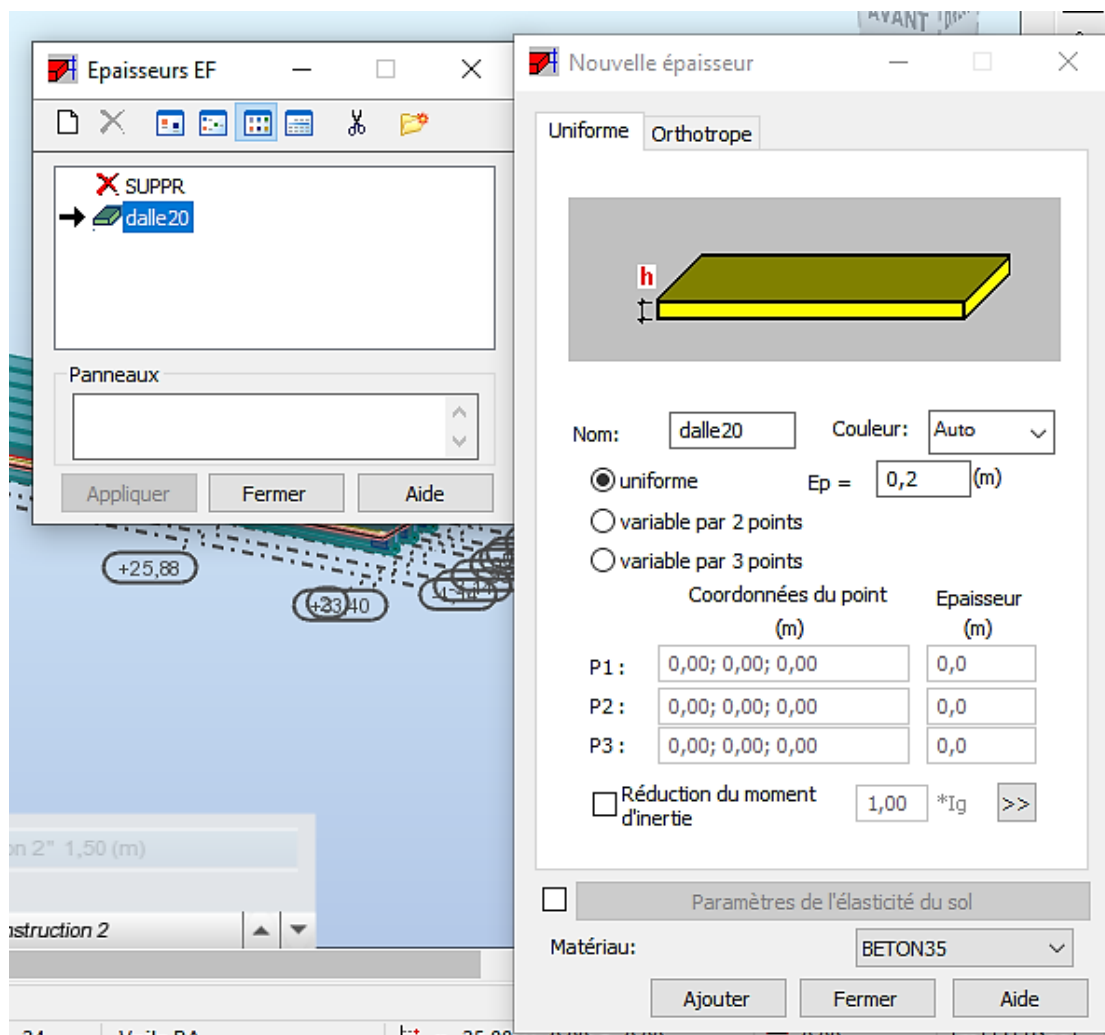 AVANT
Epaisseurs EF
SUPPR
dalle20
Panneaux
Appliquer Fermer Aide
+25,88
Nouvelle épaisseur
Uniforme Orthotrope
h
Nom: dalle20 Couleur: Auto
uniforme Ep = 0,2 (m)
variable par 2 points
variable par 3 points
Coordonnées du point Epaisseur
(m) (m)
P1 : 0,00; 0,00; 0,00 0,0
P2 : 0,00; 0,00; 0,00 0,0
P3 : 0,00; 0,00; 0,00 0,0
Réduction du moment
d'inertie 1,00 *Ig >>
Paramètres de l'élasticité du sol
Matériau: BETON35
Ajouter Fermer Aide
on 2" 1,50 (m)
nstruction 2